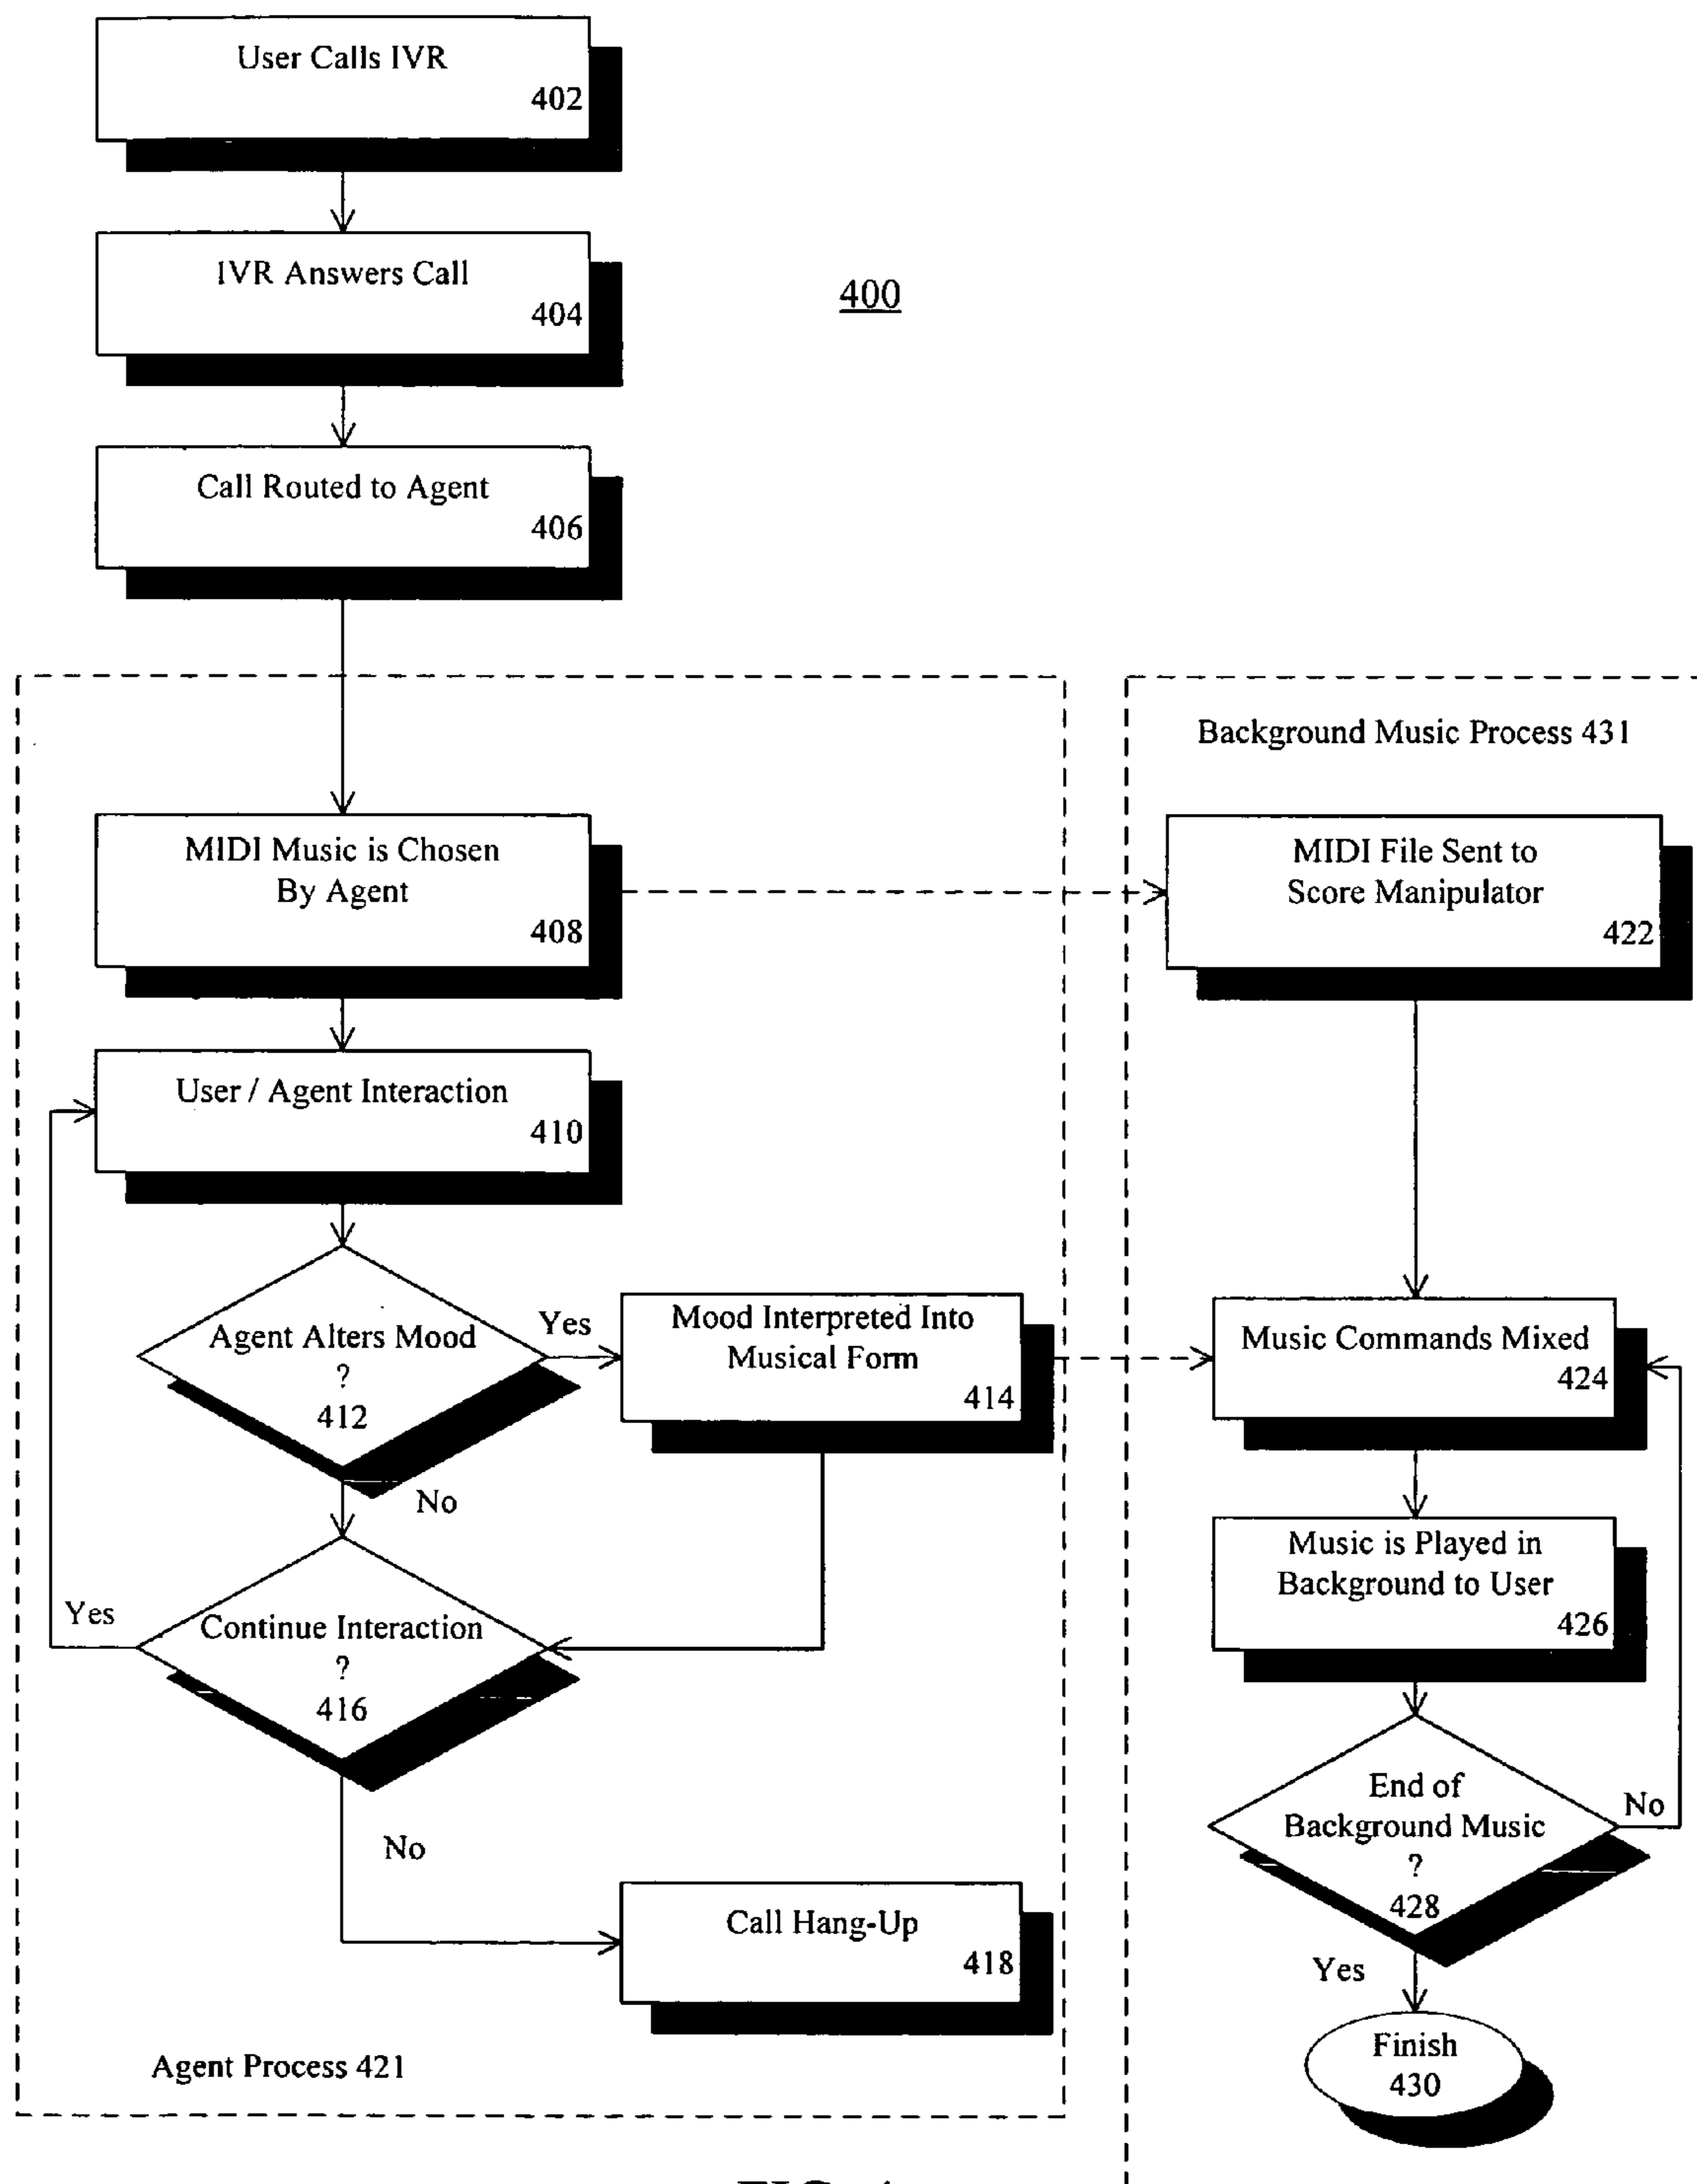 User Calls IVR
402
IVR Answers Call
404
400
Call Routed to Agent
406
Background Music Process 431
MIDI Music is Chosen
By Agent
408
MIDI File Sent to
Score Manipulator
422
User / Agent Interaction
410
Agent Alters Mood
?
412
Yes
No
Mood Interpreted Into
Musical Form
414
Music Commands Mixed
424
Music is Played in
Background to User
426
Yes
Continue Interaction
?
416
No
End of
Background Music
?
428
No
Yes
Call Hang-Up
418
Finish
430
Agent Process 421